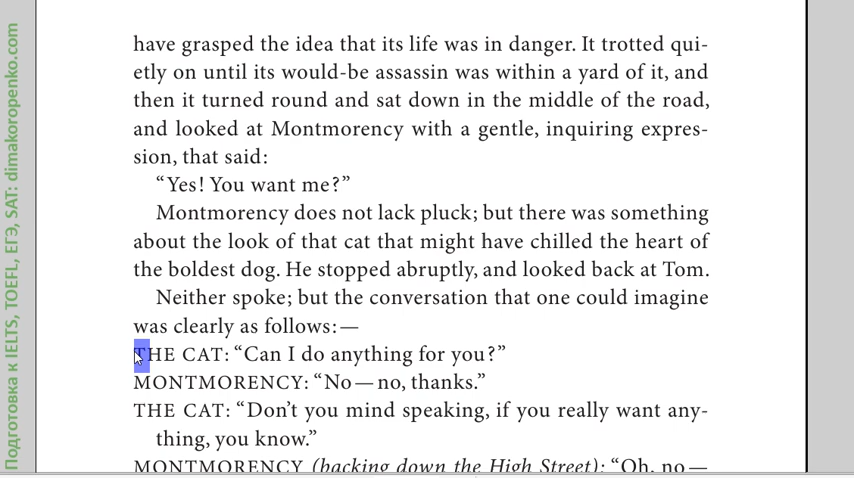 Подготовка к IELTS, TOEFL, ЕГЭ, SAT: dimakoropenko.com
have grasped the idea that its life was in danger. It trotted qui-
etly on until its would-be assassin was within a yard of it, and
then it turned round and sat down in the middle of the road,
and looked at Montmorency with a gentle, inquiring expres-
sion, that said:
“Yes! You want me?”
Montmorency does not lack pluck; but there was something
about the look of that cat that might have chilled the heart of
the boldest dog. He stopped abruptly, and looked back at Tom.
Neither spoke; but the conversation that one could imagine
was clearly as follows:—
THE CAT: “Can I do anything for you?”
MONTMORENCY: “No—no, thanks.”
THE CAT: “Don’t you mind speaking, if you really want any-
thing, you know.”
MONTMORENCY (backing down the High Street): “Oh, no—